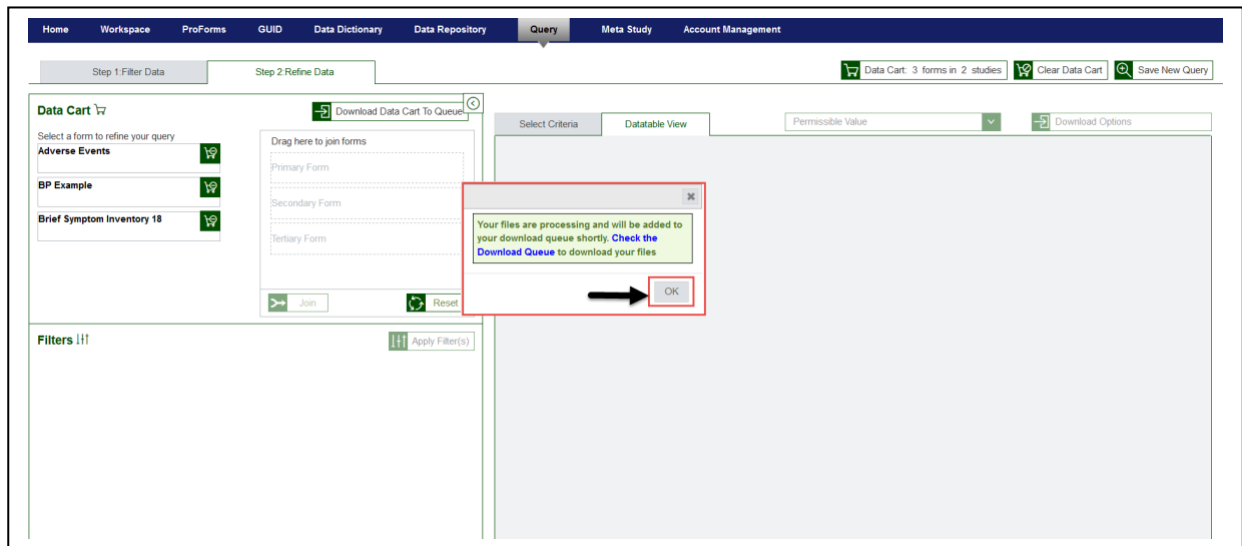 Home Workspace ProForms GUID Data Dictionary Data Repository Query Meta Study Account Management
Step 1:Filter Data Step 2:Refine Data Data Cart: 3 forms in 2 studies Clear Data Cart Save New Query
Data Cart Download Data Cart To Queue
Select Criteria Datatable View Permissible Value Download Options
Select a form to refine your query
Adverse Events
BP Example
Brief Symptom Inventory 18
Drag here to join forms
Primary Form
Secondary Form
Tertiary Form
Join Reset
Your files are processing and will be added to
your download queue shortly. Check the
Download Queue to download your files
OK
Filters Apply Filter(s)